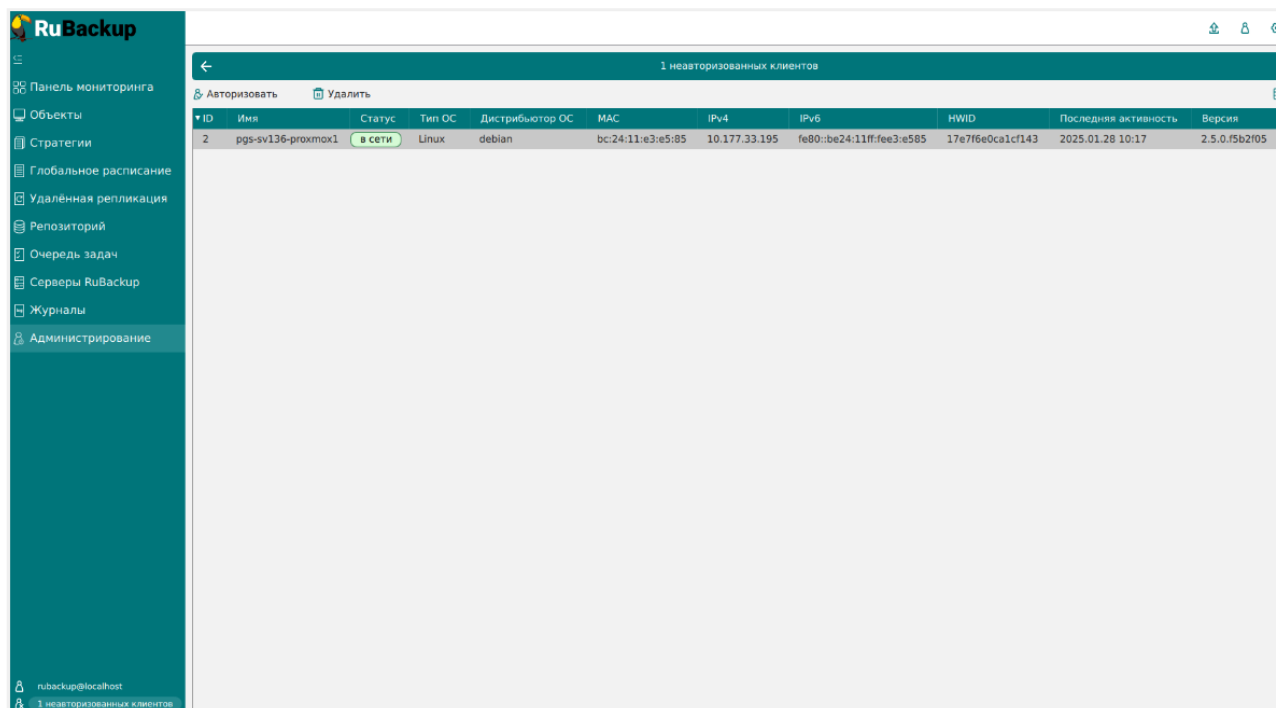 RuBackup
1 неавторизованных клиентов
Панель мониторинга
Объекты
Стратегии
Глобальное расписание
Удалённая репликация
Репозиторий
Очередь задач
Серверы RuBackup
Журналы
Администрирование
Авторизовать Удалить
ID Имя Статус Тип ОС Дистрибьютор ОС MAC IPv4 IPv6 HWID Последняя активность Версия
2 pgs-sv136-proxmox1 в сети Linux debian bc:24:11:e3:e5:85 10.177.33.195 fe80::be24:11ff:fee3:e585 17e7f6e0ca1cf143 2025.01.28 10:17 2.5.0.f5b2f05
rubackup@localhost
1 неавторизованных клиентов